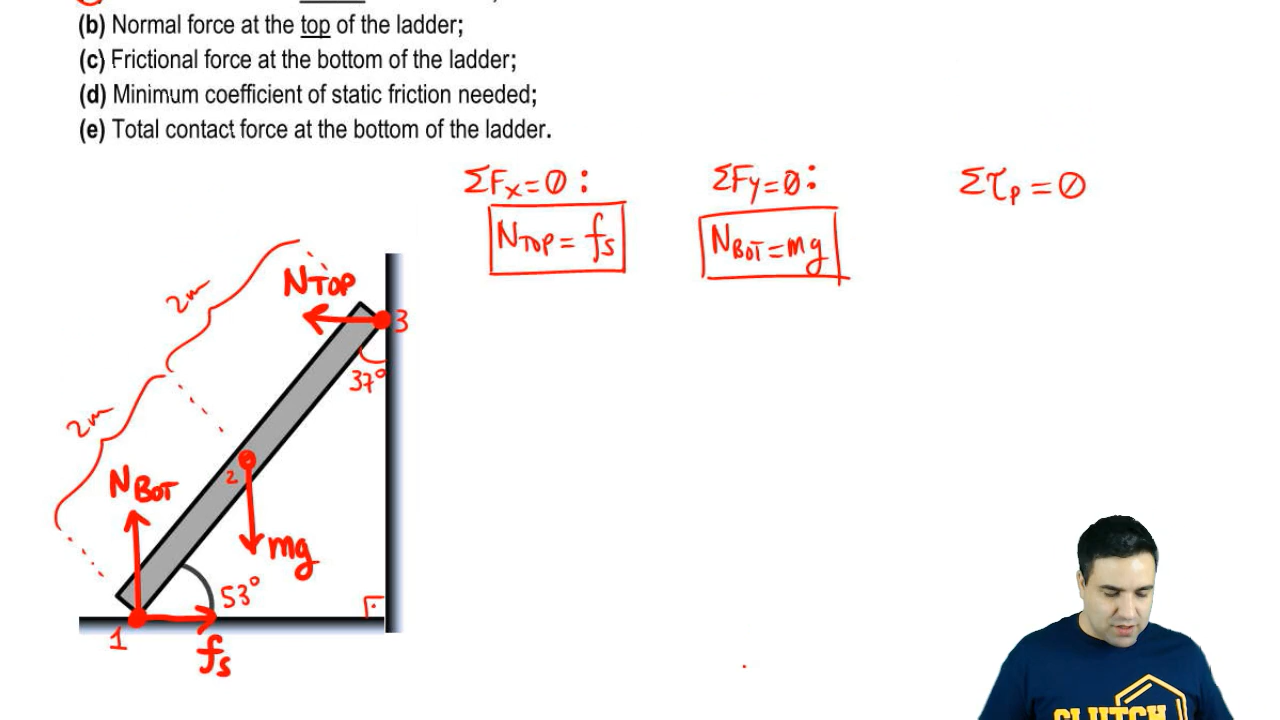 (b) Normal force at the top of the ladder;
(c) Frictional force at the bottom of the ladder;
(d) Minimum coefficient of static friction needed;
(e) Total contact force at the bottom of the ladder.
ΣFx=0:
ΣFy=0:
Στp=0
NTOP=fs
NBOT=mg
2m
NTOP
3
37°
2m
2
NBOT
mg
53°
1
fs
CLUTCH